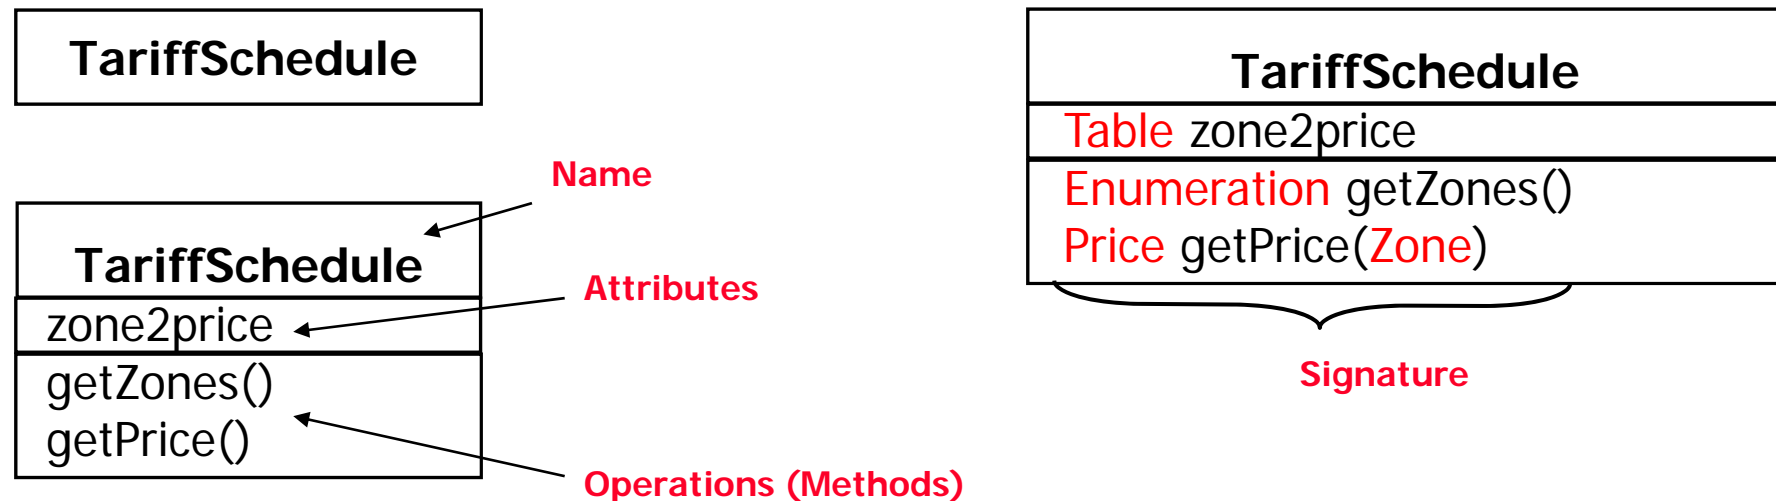 TariffSchedule
Name
TariffSchedule
Attributes
zone2price
getZones()
getPrice()
Operations (Methods)
TariffSchedule
Table zone2price
Enumeration getZones()
Price getPrice(Zone)
Signature